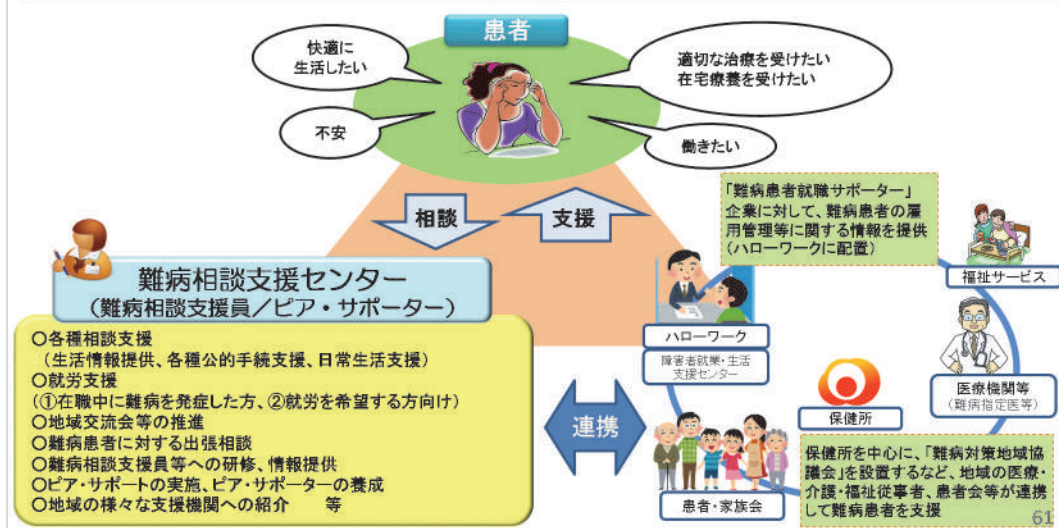 患者
快適に
生活したい
適切な治療を受けたい
在宅療養を受けたい
不安
働きたい
相談
支援
「難病患者就職サポーター」
企業に対して、難病患者の雇
用管理等に関する情報を提供
(ハローワークに配置)
福祉サービス
難病相談支援センター
(難病相談支援員/ピア・サポーター)
〇各種相談支援
(生活情報提供、各種公的手続支援、日常生活支援)
〇就労支援
(①在職中に難病を発症した方、②就労を希望する方向け)
〇地域交流会等の推進
〇難病患者に対する出張相談
〇難病相談支援員等への研修、情報提供
〇ピア・サポートの実施、ピア・サポーターの養成
〇地域の様々な支援機関への紹介 等
ハローワーク
障害者就業・生活
支援センター
医療機関等
(難病指定医等)
保健所
連携
患者・家族会
保健所を中心に、「難病対策地域協
議会」を設置するなど、地域の医療・
介護・福祉従事者、患者会等が連携
して難病患者を支援
61